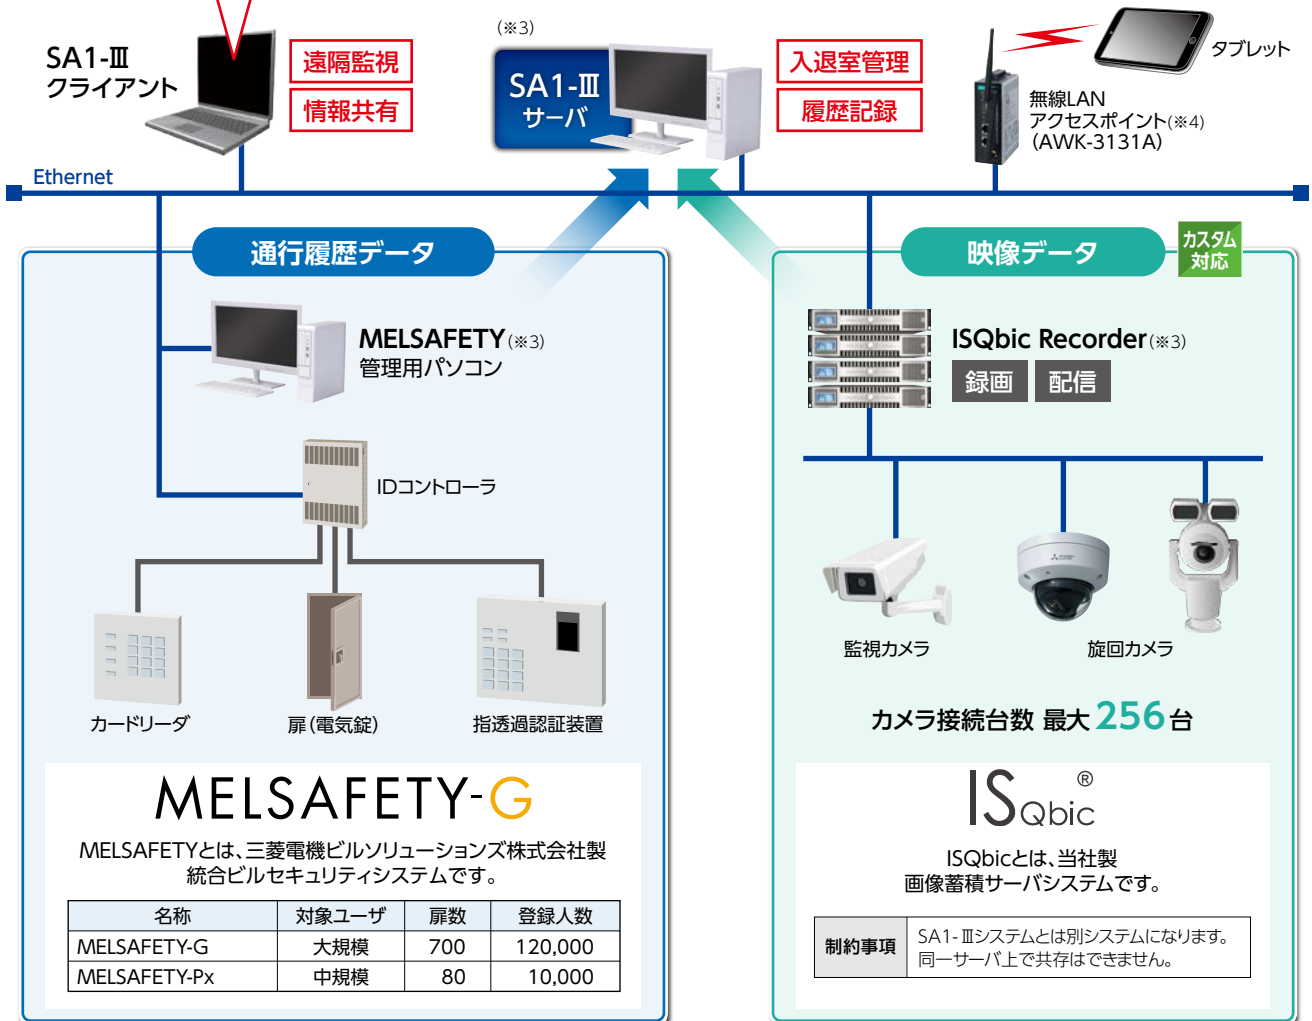 SA1-Ⅲ
クライアント
遠隔監視
情報共有
(※3)
SA1-Ⅲ
サーバ
入退室管理
履歴記録
タブレット
無線LAN
アクセスポイント(※4)
(AWK-3131A)
Ethernet
通行履歴データ
MELSAFETY(※3)
管理用パソコン
IDコントローラ
カードリーダ
扉(電気錠)
指透過認証装置
MELSAFETY-G
MELSAFETYとは、三菱電機ビルソリューションズ株式会社製
統合ビルセキュリティシステムです。
名称 対象ユーザ 扉数 登録人数
MELSAFETY-G 大規模 700 120,000
MELSAFETY-Px 中規模 80 10,000
映像データ
カスタム
対応
ISQbic Recorder(※3)
録画 配信
監視カメラ
旋回カメラ
カメラ接続台数 最大256台
ISQbic®
ISQbicとは、当社製
画像蓄積サーバシステムです。
制約事項
SA1-Ⅲシステムとは別システムになります。
同一サーバ上で共存はできません。